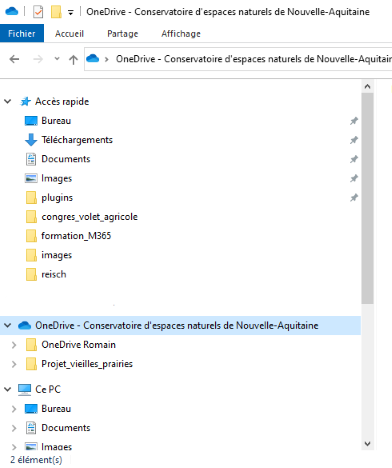 OneDrive - Conservatoire d'espaces naturels de Nouvelle-Aquitaine
Fichier Accueil Partage Affichage
OneDrive - Conservatoire d'espaces naturels de Nouvelle-Aquitain
Accès rapide
Bureau
Téléchargements
Documents
Images
plugins
congres_volet_agricole
formation_M365
images
reisch
OneDrive - Conservatoire d'espaces naturels de Nouvelle-Aquitaine
OneDrive Romain
Projet_vieilles_prairies
Ce PC
Bureau
Documents
Images
2 élément(s)